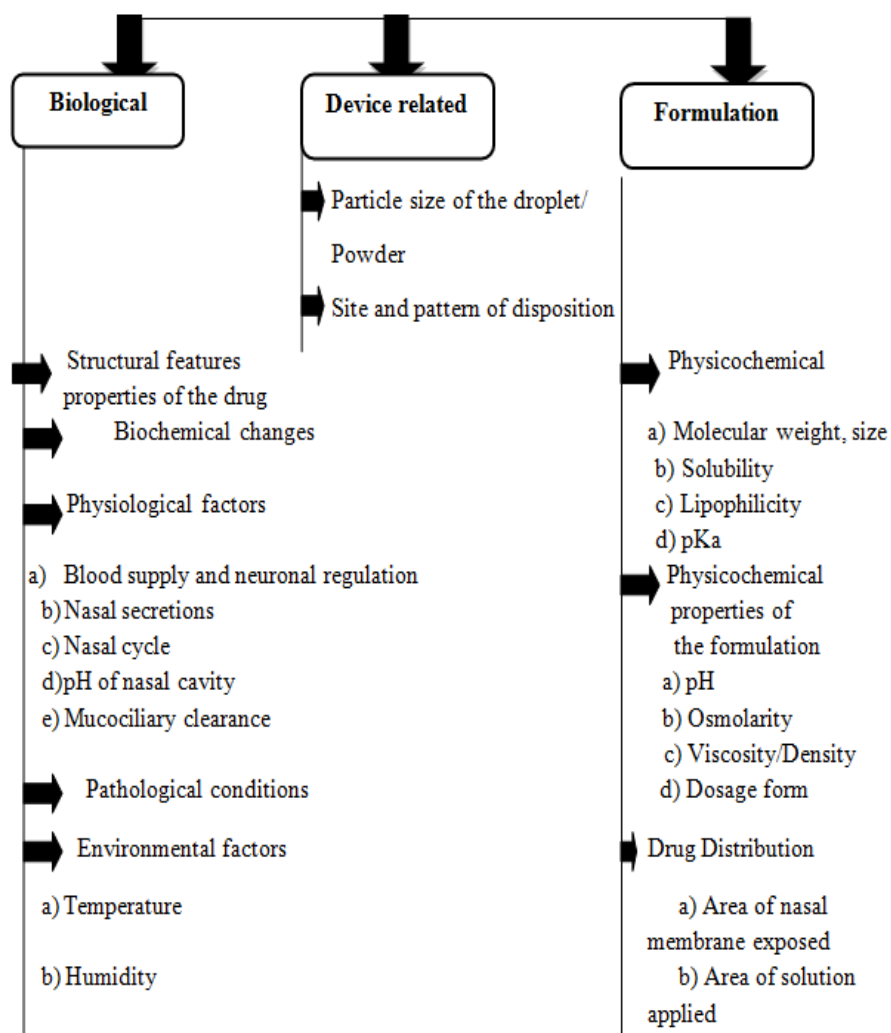 Biological
Device related
Formulation
Particle size of the droplet/
Powder
Site and pattern of disposition
Structural features
properties of the drug
Biochemical changes
Physiological factors
a) Blood supply and neuronal regulation
b) Nasal secretions
c) Nasal cycle
d)pH of nasal cavity
e) Mucociliary clearance
Pathological conditions
Environmental factors
a) Temperature
b) Humidity
Physicochemical
a) Molecular weight, size
b) Solubility
c) Lipophilicity
d) pKa
Physicochemical
properties of
the formulation
a) pH
b) Osmolarity
c) Viscosity/Density
d) Dosage form
Drug Distribution
a) Area of nasal
membrane exposed
b) Area of solution
applied